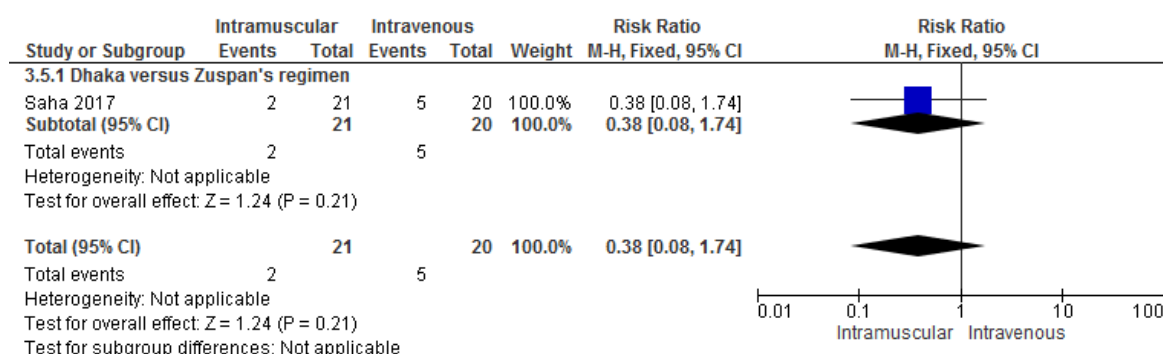 Intramuscular Intravenous Risk Ratio Risk Ratio
Study or Subgroup Events Total Events Total Weight M-H, Fixed, 95% CI M-H, Fixed, 95% CI
3.5.1 Dhaka versus Zuspan's regimen
Saha 2017 2 21 5 20 100.0% 0.38 [0.08, 1.74]
Subtotal (95% CI) 21 20 100.0% 0.38 [0.08, 1.74]
Total events 2 5
Heterogeneity: Not applicable
Test for overall effect: Z = 1.24 (P = 0.21)
Total (95% CI) 21 20 100.0% 0.38 [0.08, 1.74]
Total events 2 5
Heterogeneity: Not applicable
Test for overall effect: Z = 1.24 (P = 0.21)
Test for subgroup differences: Not applicable
0.01 0.1 1 10 100
Intramuscular Intravenous